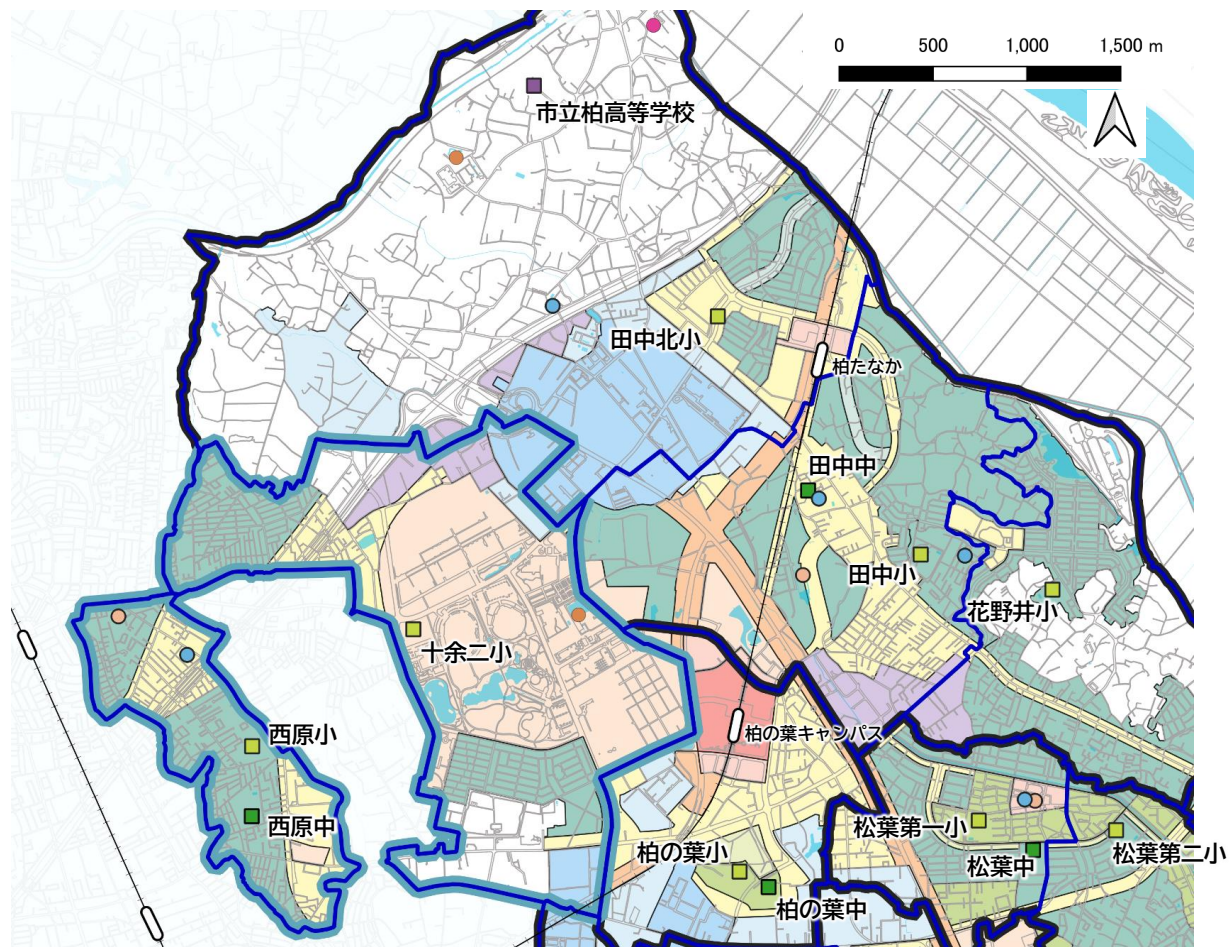 0 500 1,000 1,500 m
市立柏高等学校
田中北小
柏たなか
田中中
田中小
花野井小
十余二小
西原小
柏の葉キャンパス
西原中
松葉第一小
柏の葉小
松葉中
松葉第二小
柏の葉中